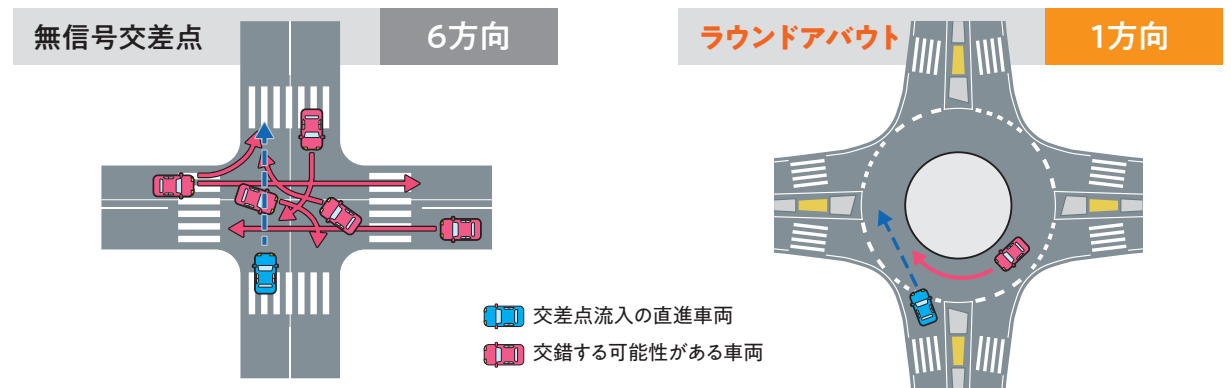 無信号交差点
6方向
ラウンドアバウト
1方向
交差点流入の直進車両
交錯する可能性がある車両